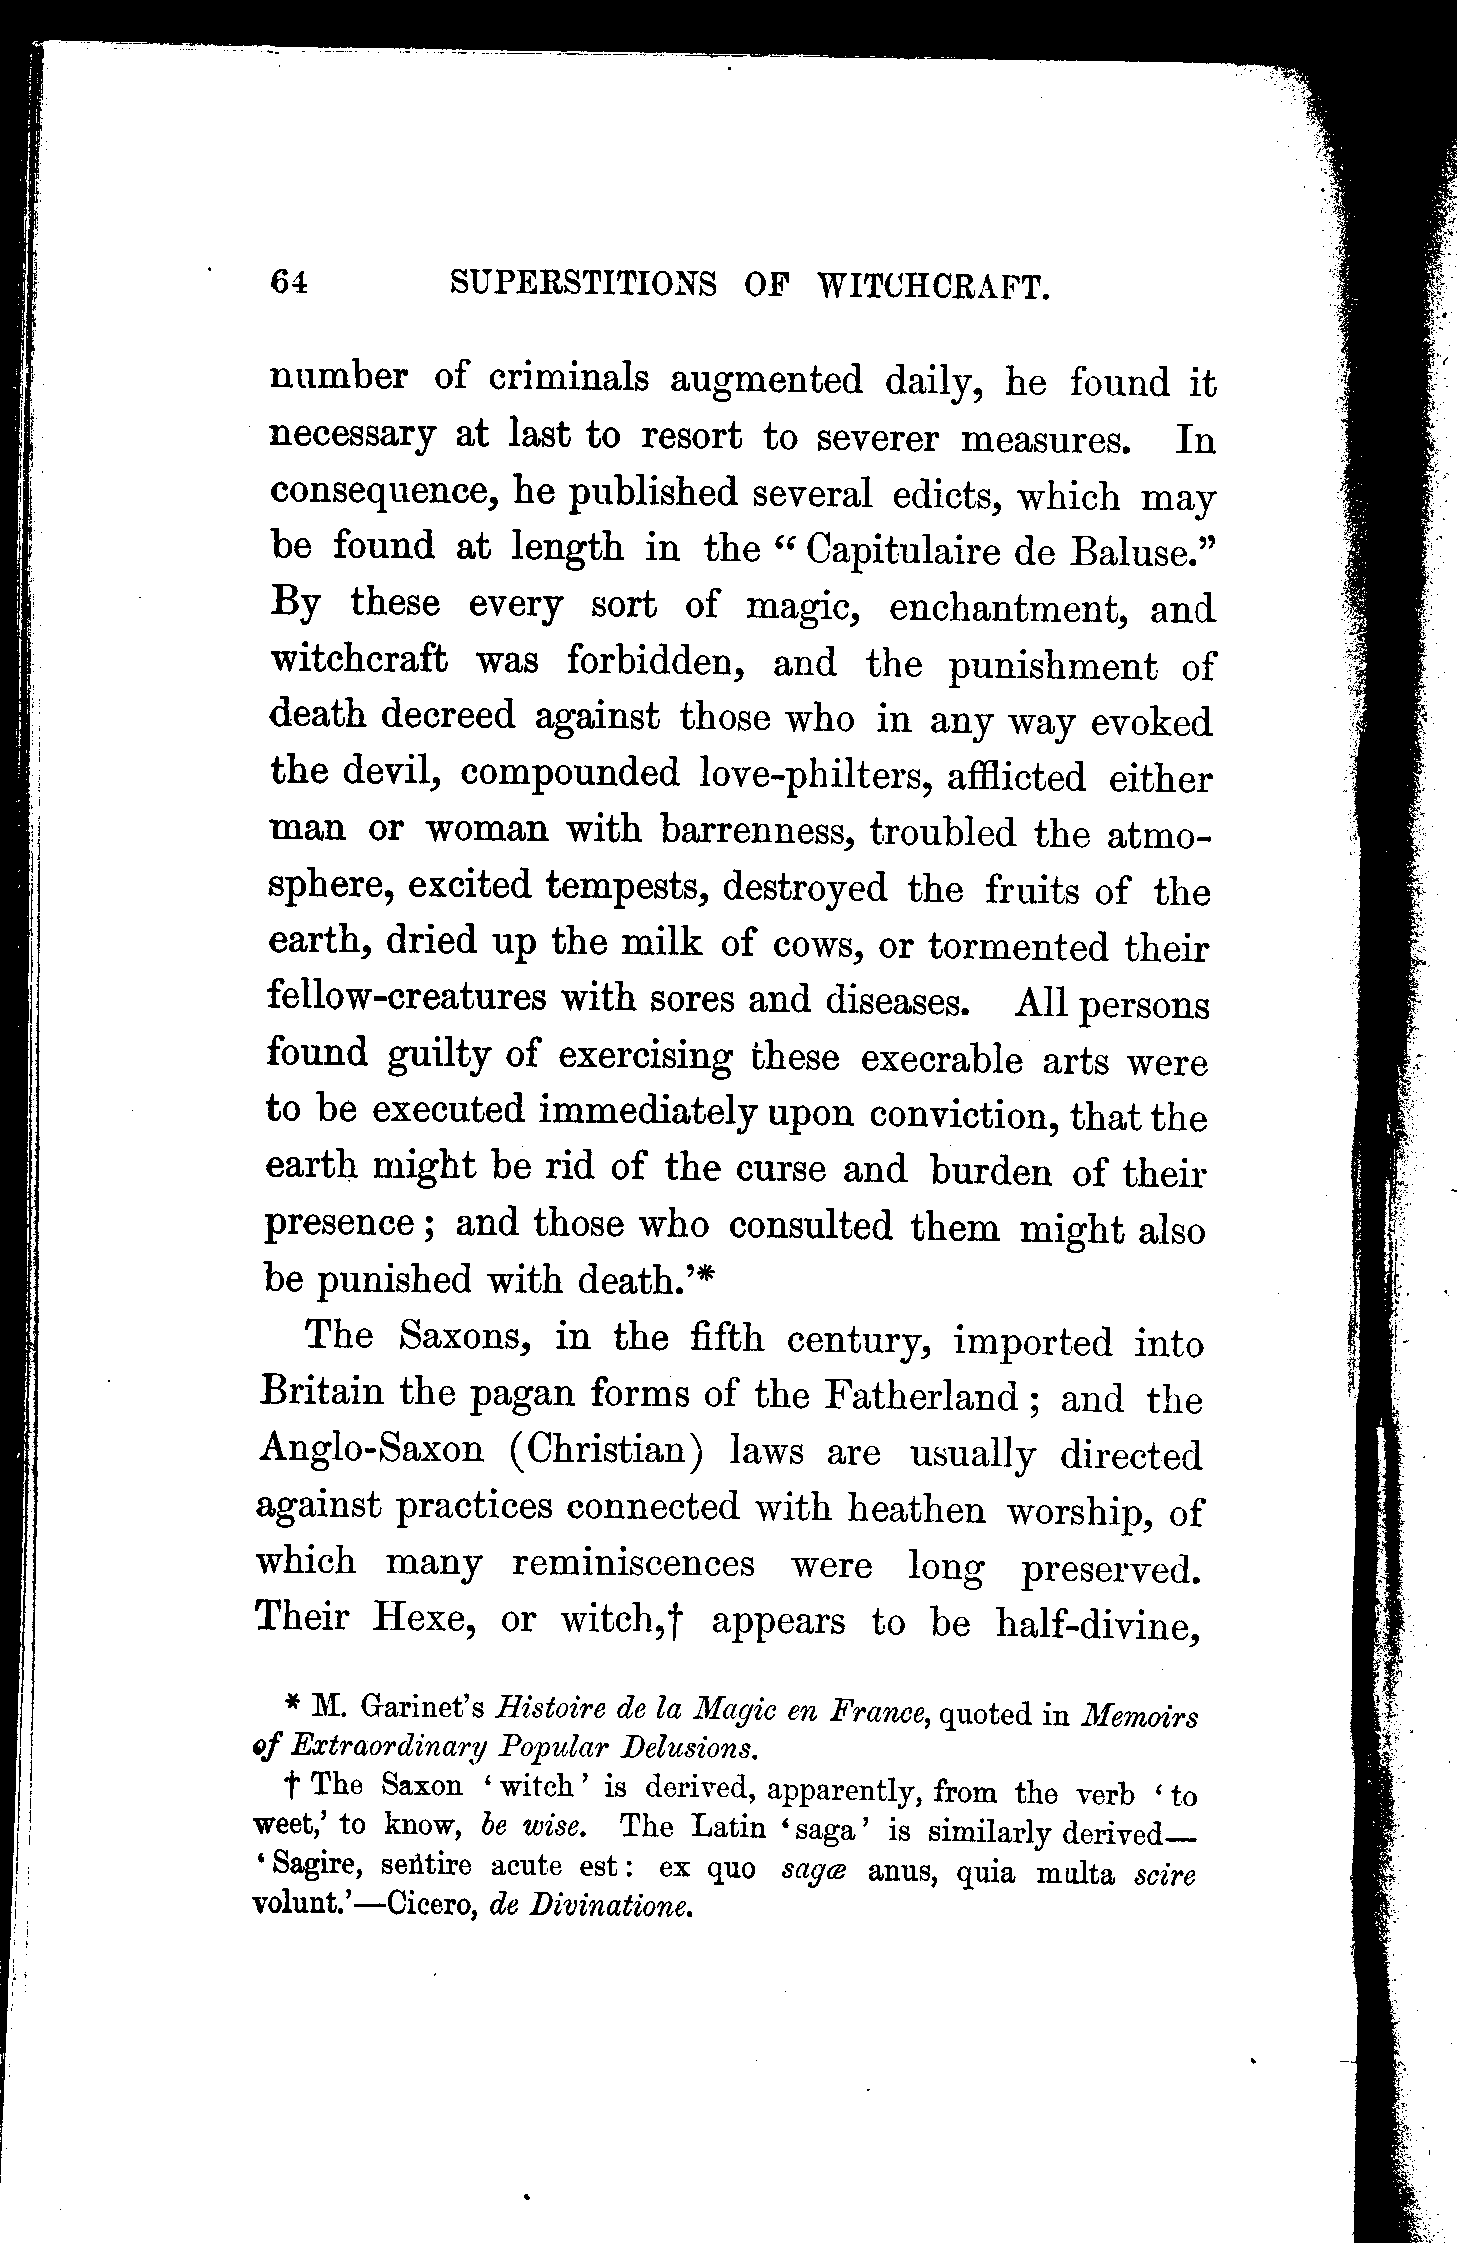 64 SUPERSTITIONS OF WITCHCRAFT.
number of criminals augmented daily, he found it
necessary at last to resort to severer measures. In
consequence, he published several edicts, which may
be found at length in the “Capitulaire de Baluse.”
By these every sort of magic, enchantment, and
witchcraft was forbidden, and the punishment of
death decreed against those who in any way evoked
the devil, compounded love-philters, afflicted either
man or woman with barrenness, troubled the atmo-
sphere, excited tempests, destroyed the fruits of the
earth, dried up the milk of cows, or tormented their
fellow-creatures with sores and diseases. All persons
found guilty of exercising these execrable arts were
to be executed immediately upon conviction, that the
earth might be rid of the curse and burden of their
presence; and those who consulted them might also
be punished with death.’*
The Saxons, in the fifth century, imported into
Britain the pagan forms of the Fatherland; and the
Anglo-Saxon (Christian) laws are usually directed
against practices connected with heathen worship, of
which many reminiscences were long preserved.
Their Hexe, or witch,† appears to be half-divine,
* M. Garinet’s Histoire de la Magic en France, quoted in Memoirs
of Extraordinary Popular Delusions.
† The Saxon ‘witch’ is derived, apparently, from the verb ‘to
weet,’ to know, be wise. The Latin ‘saga’ is similarly derived—
‘Sagire, sentire acute est: ex quo sagæ anus, quia multa scire
volunt.’—Cicero, de Divinatione.